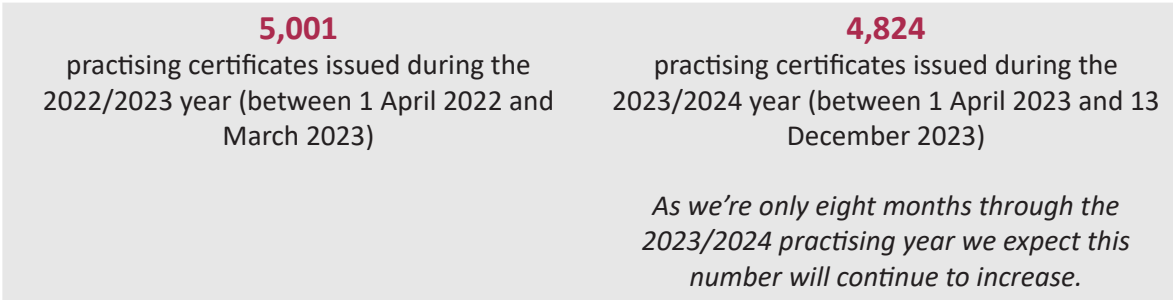 5,001
practising certificates issued during the
2022/2023 year (between 1 April 2022 and
March 2023)
4,824
practising certificates issued during the
2023/2024 year (between 1 April 2023 and 13
December 2023)
As we’re only eight months through the
2023/2024 practising year we expect this
number will continue to increase.